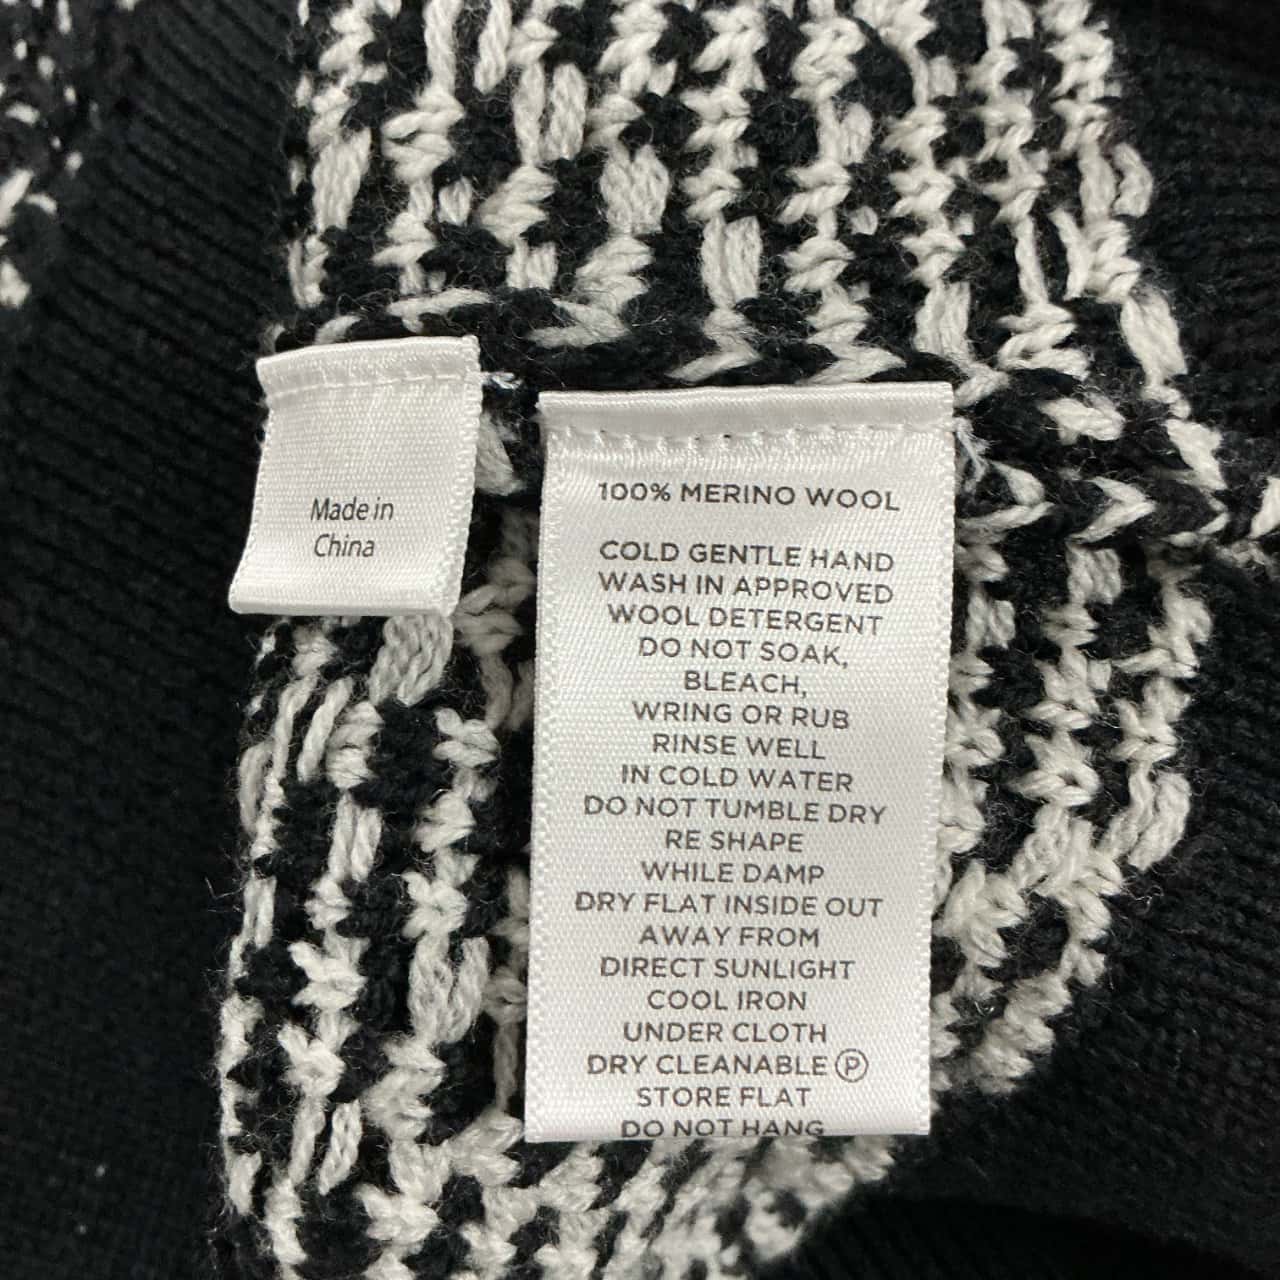 Made in
China
100% MERINO WOOL
COLD GENTLE HAND
WASH IN APPROVED
WOOL DETERGENT
DO NOT SOAK,
BLEACH,
WRING OR RUB
RINSE WELL
IN COLD WATER
DO NOT TUMBLE DRY
RE SHAPE
WHILE DAMP
DRY FLAT INSIDE OUT
AWAY FROM
DIRECT SUNLIGHT
COOL IRON
UNDER CLOTH
DRY CLEANABLE Ⓟ
STORE FLAT
DO NOT HANG